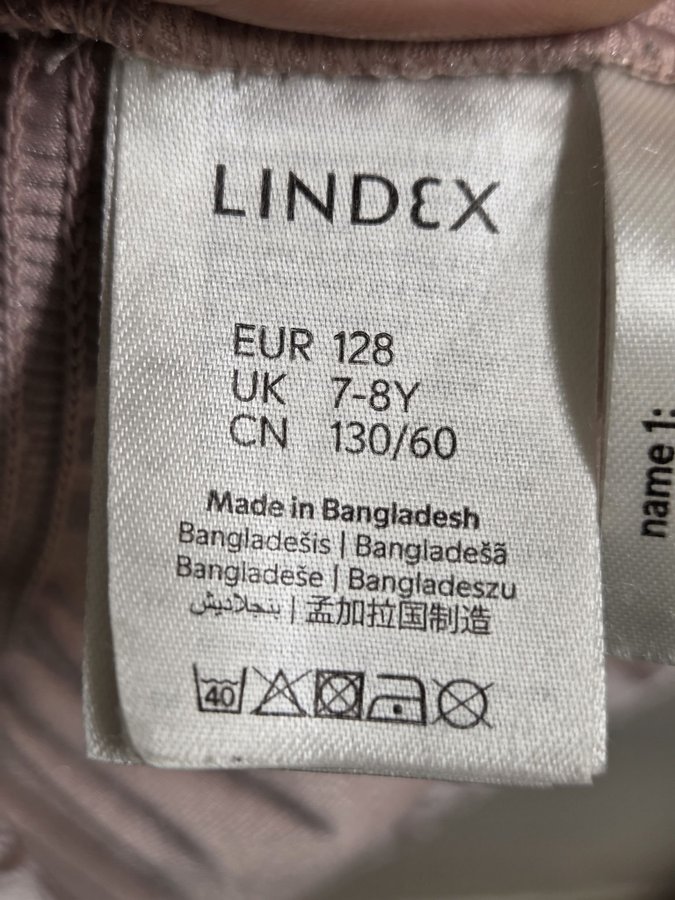 LINDEX
EUR 128
UK 7-8Y
CN 130/60
Made in Bangladesh
Bangladešis | Bangladešā
Bangladeše | Bangladeszu
بنجلاديش | 孟加拉国制造
40
name 1: